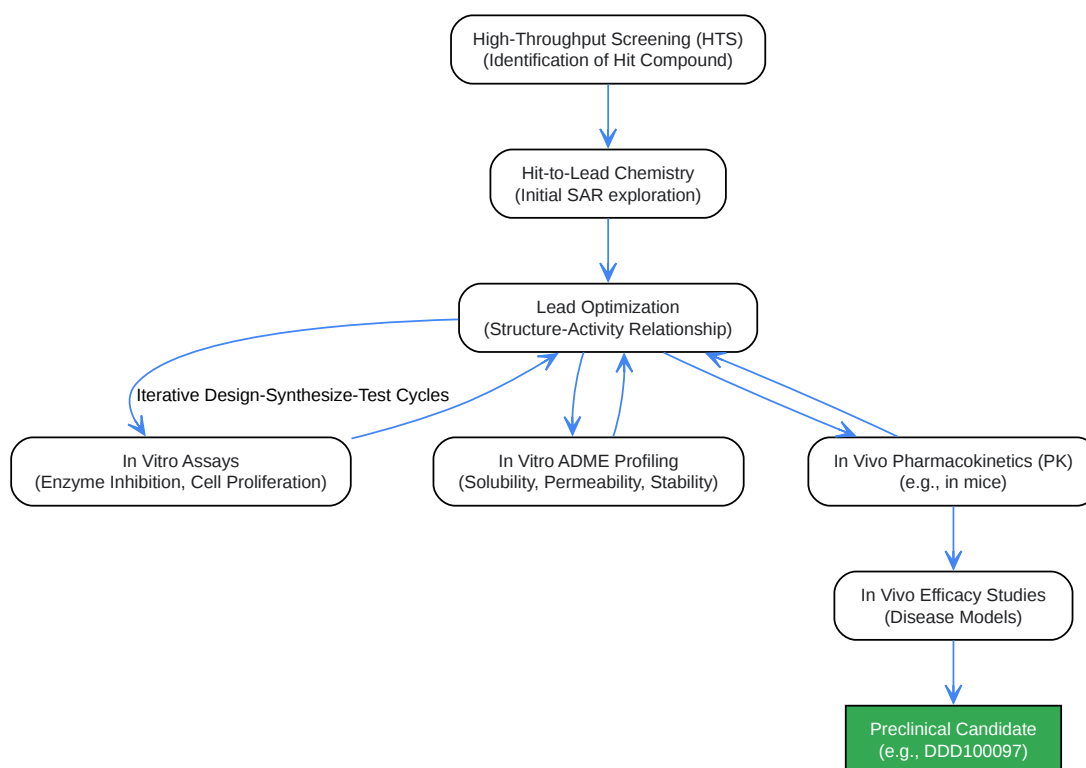 High-Throughput Screening (HTS)
(Identification of Hit Compound)
Hit-to-Lead Chemistry
(Initial SAR exploration)
Lead Optimization
(Structure-Activity Relationship)
Iterative Design-Synthesize-Test Cycles
In Vitro Assays
(Enzyme Inhibition, Cell Proliferation)
In Vitro ADME Profiling
(Solubility, Permeability, Stability)
In Vivo Pharmacokinetics (PK)
(e.g., in mice)
In Vivo Efficacy Studies
(Disease Models)
Preclinical Candidate
(e.g., DDD100097)